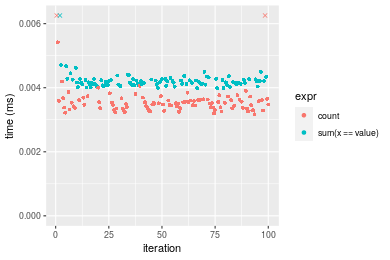 0.006
0.004
0.002
0.000
time (ms)
0
25
50
75
100
iteration
expr
count
sum(x == value)